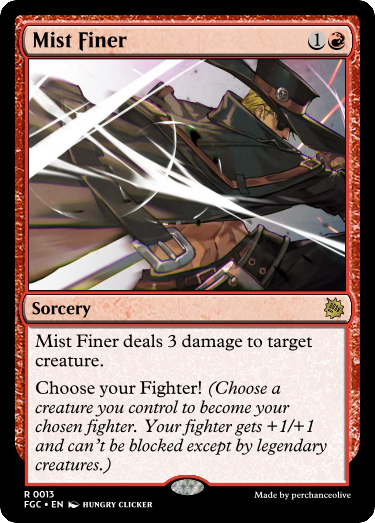 Mist Finer 1
Sorcery
Mist Finer deals 3 damage to target
creature.
Choose your Fighter! (Choose a
creature you control to become your
chosen fighter. Your fighter gets +1/+1
and can't be blocked except by legendary
creatures.)
R 0013
FGC • EN HUNGRY CLICKER
Made by perchanceolive